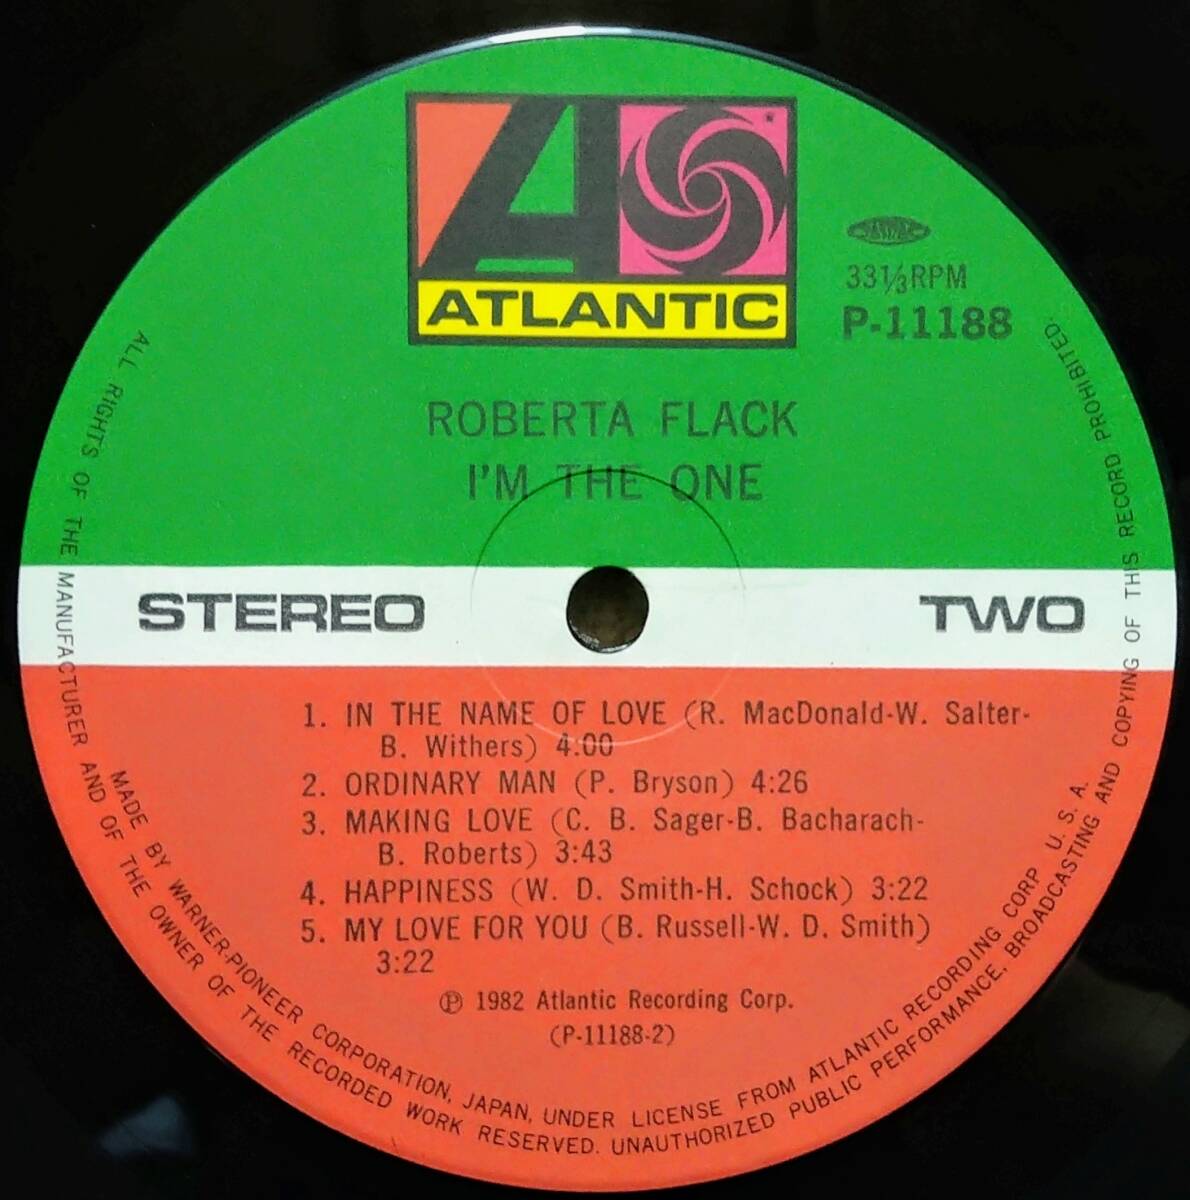 ATLANTIC
33⅓RPM
P-11188
ROBERTA FLACK
I'M THE ONE
STEREO
TWO
1. IN THE NAME OF LOVE (R. MacDonald-W. Salter-
B. Withers) 4:00
2. ORDINARY MAN (P. Bryson) 4:26
3. MAKING LOVE (C. B. Sager-B. Bacharach-
B. Roberts) 3:43
4. HAPPINESS (W. D. Smith-H. Schock) 3:22
5. MY LOVE FOR YOU (B. Russell-W. D. Smith)
3:22
Ⓟ 1982 Atlantic Recording Corp.
(P-11188-2)
MADE BY WARNER-PIONEER CORPORATION, JAPAN, UNDER LICENSE FROM ATLANTIC RECORDING CORP. U. S. A.
ALL RIGHTS OF THE MANUFACTURER AND OF THE OWNER OF THE RECORDED WORK RESERVED. UNAUTHORIZED PUBLIC PERFORMANCE, BROADCASTING AND COPYING OF THIS RECORD PROHIBITED.